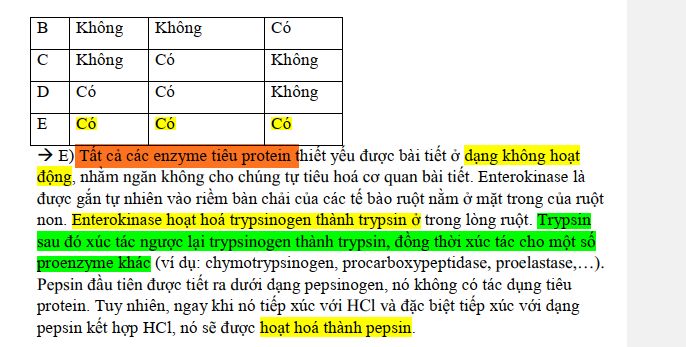 B Không Không Có
C Không Có Không
D Có Có Không
E Có Có Có
→ E) Tất cả các enzyme tiêu protein thiết yếu được bài tiết ở dạng không hoạt
động, nhằm ngăn không cho chúng tự tiêu hoá cơ quan bài tiết. Enterokinase là
được gắn tự nhiên vào riềm bàn chải của các tế bào ruột nằm ở mặt trong của ruột
non. Enterokinase hoạt hoá trypsinogen thành trypsin ở trong lòng ruột. Trypsin
sau đó xúc tác ngược lại trypsinogen thành trypsin, đồng thời xúc tác cho một số
proenzyme khác (ví dụ: chymotrypsinogen, procarboxypeptidase, proelastase,…).
Pepsin đầu tiên được tiết ra dưới dạng pepsinogen, nó không có tác dụng tiêu
protein. Tuy nhiên, ngay khi nó tiếp xúc với HCl và đặc biệt tiếp xúc với dạng
pepsin kết hợp HCl, nó sẽ được hoạt hoá thành pepsin.